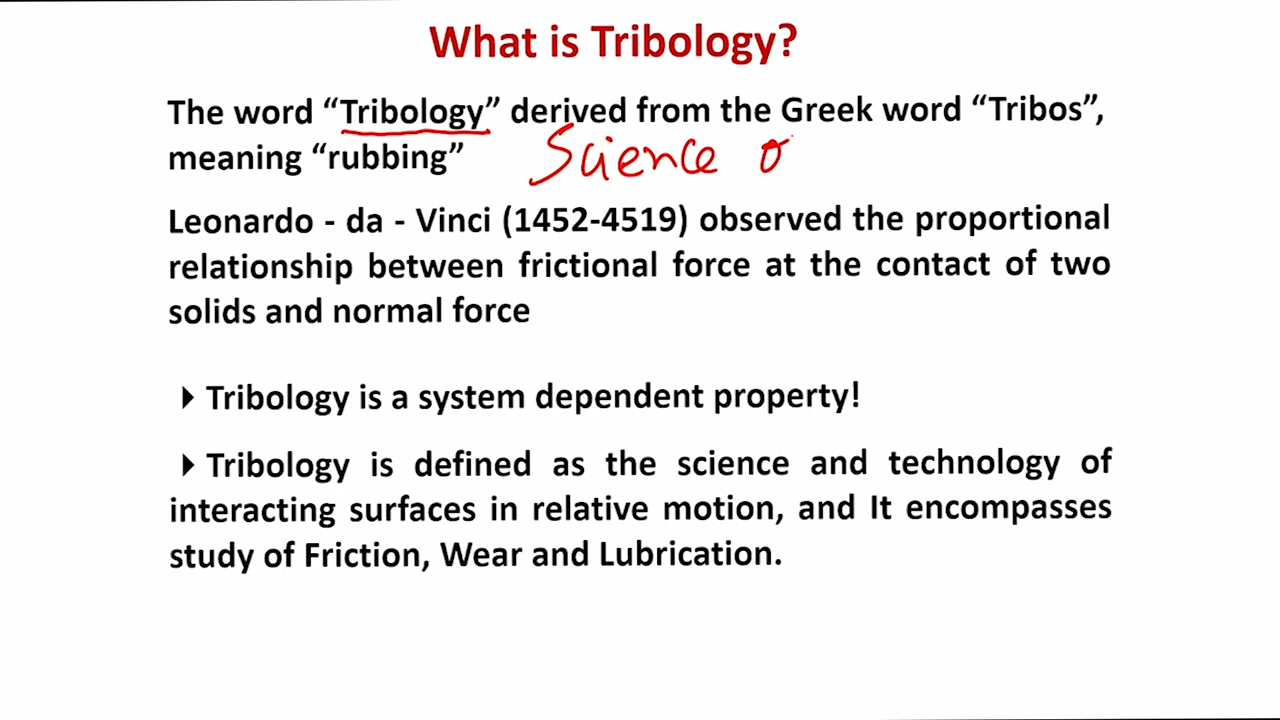 What is Tribology?
The word “Tribology” derived from the Greek word “Tribos”,
meaning “rubbing” Science o
Leonardo - da - Vinci (1452-4519) observed the proportional
relationship between frictional force at the contact of two
solids and normal force
Tribology is a system dependent property!
Tribology is defined as the science and technology of
interacting surfaces in relative motion, and It encompasses
study of Friction, Wear and Lubrication.